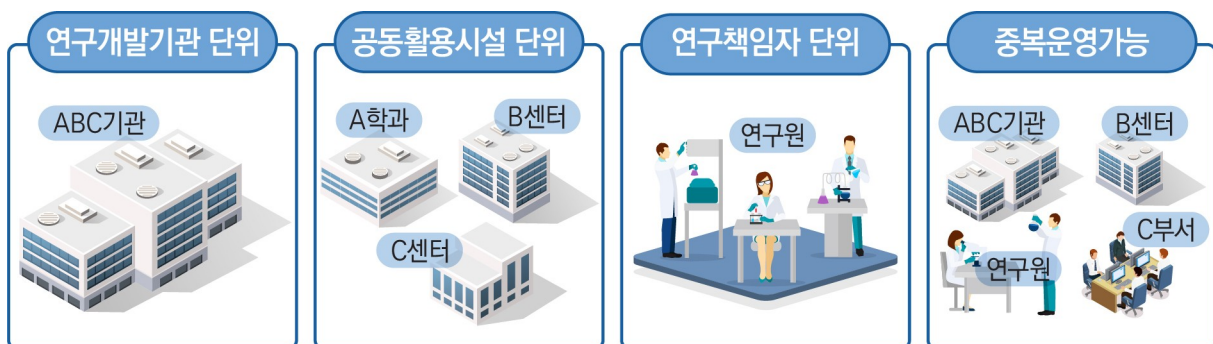 연구개발기관 단위
ABC기관
공동활용시설 단위
A학과
B센터
C센터
연구책임자 단위
연구원
중복운영가능
ABC기관
B센터
연구원
C부서